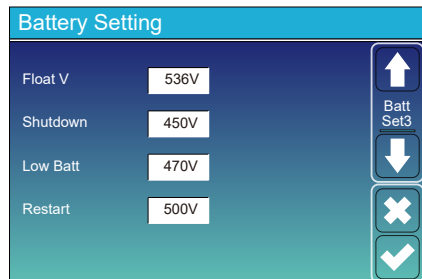 Battery Setting
Float V 536V
Shutdown 450V
Low Batt 470V
Restart 500V
Batt
Set3